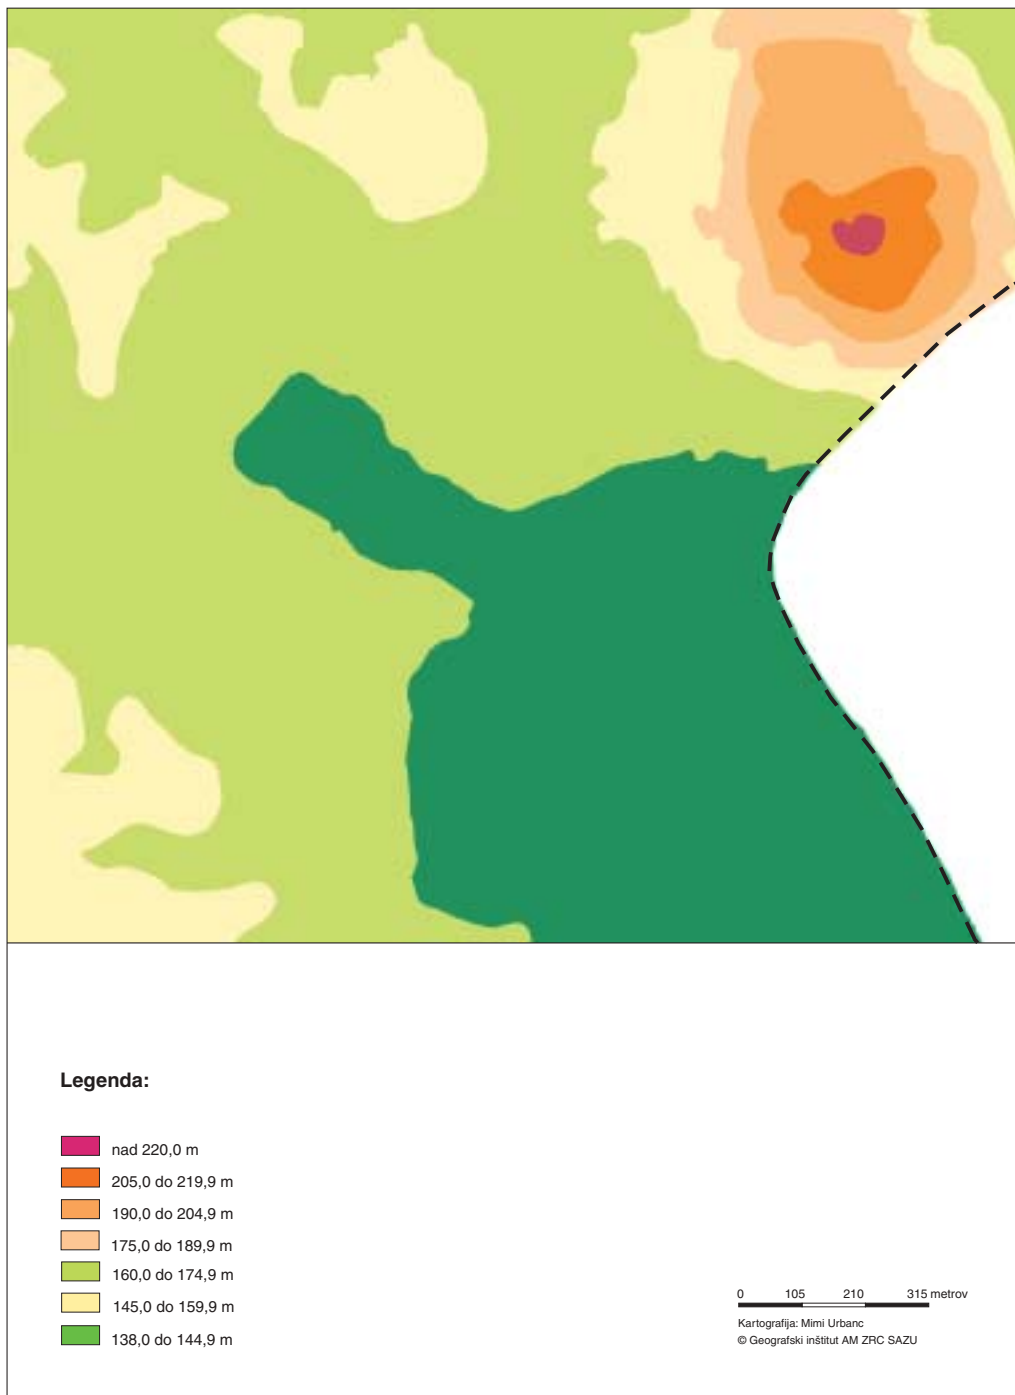 Legenda:
nad 220,0 m
205,0 do 219,9 m
190,0 do 204,9 m
175,0 do 189,9 m
160,0 do 174,9 m
145,0 do 159,9 m
138,0 do 144,9 m
0 105 210 315 metrov
Kartografija: Mimi Urbanc
© Geografski inštitut AM ZRC SAZU